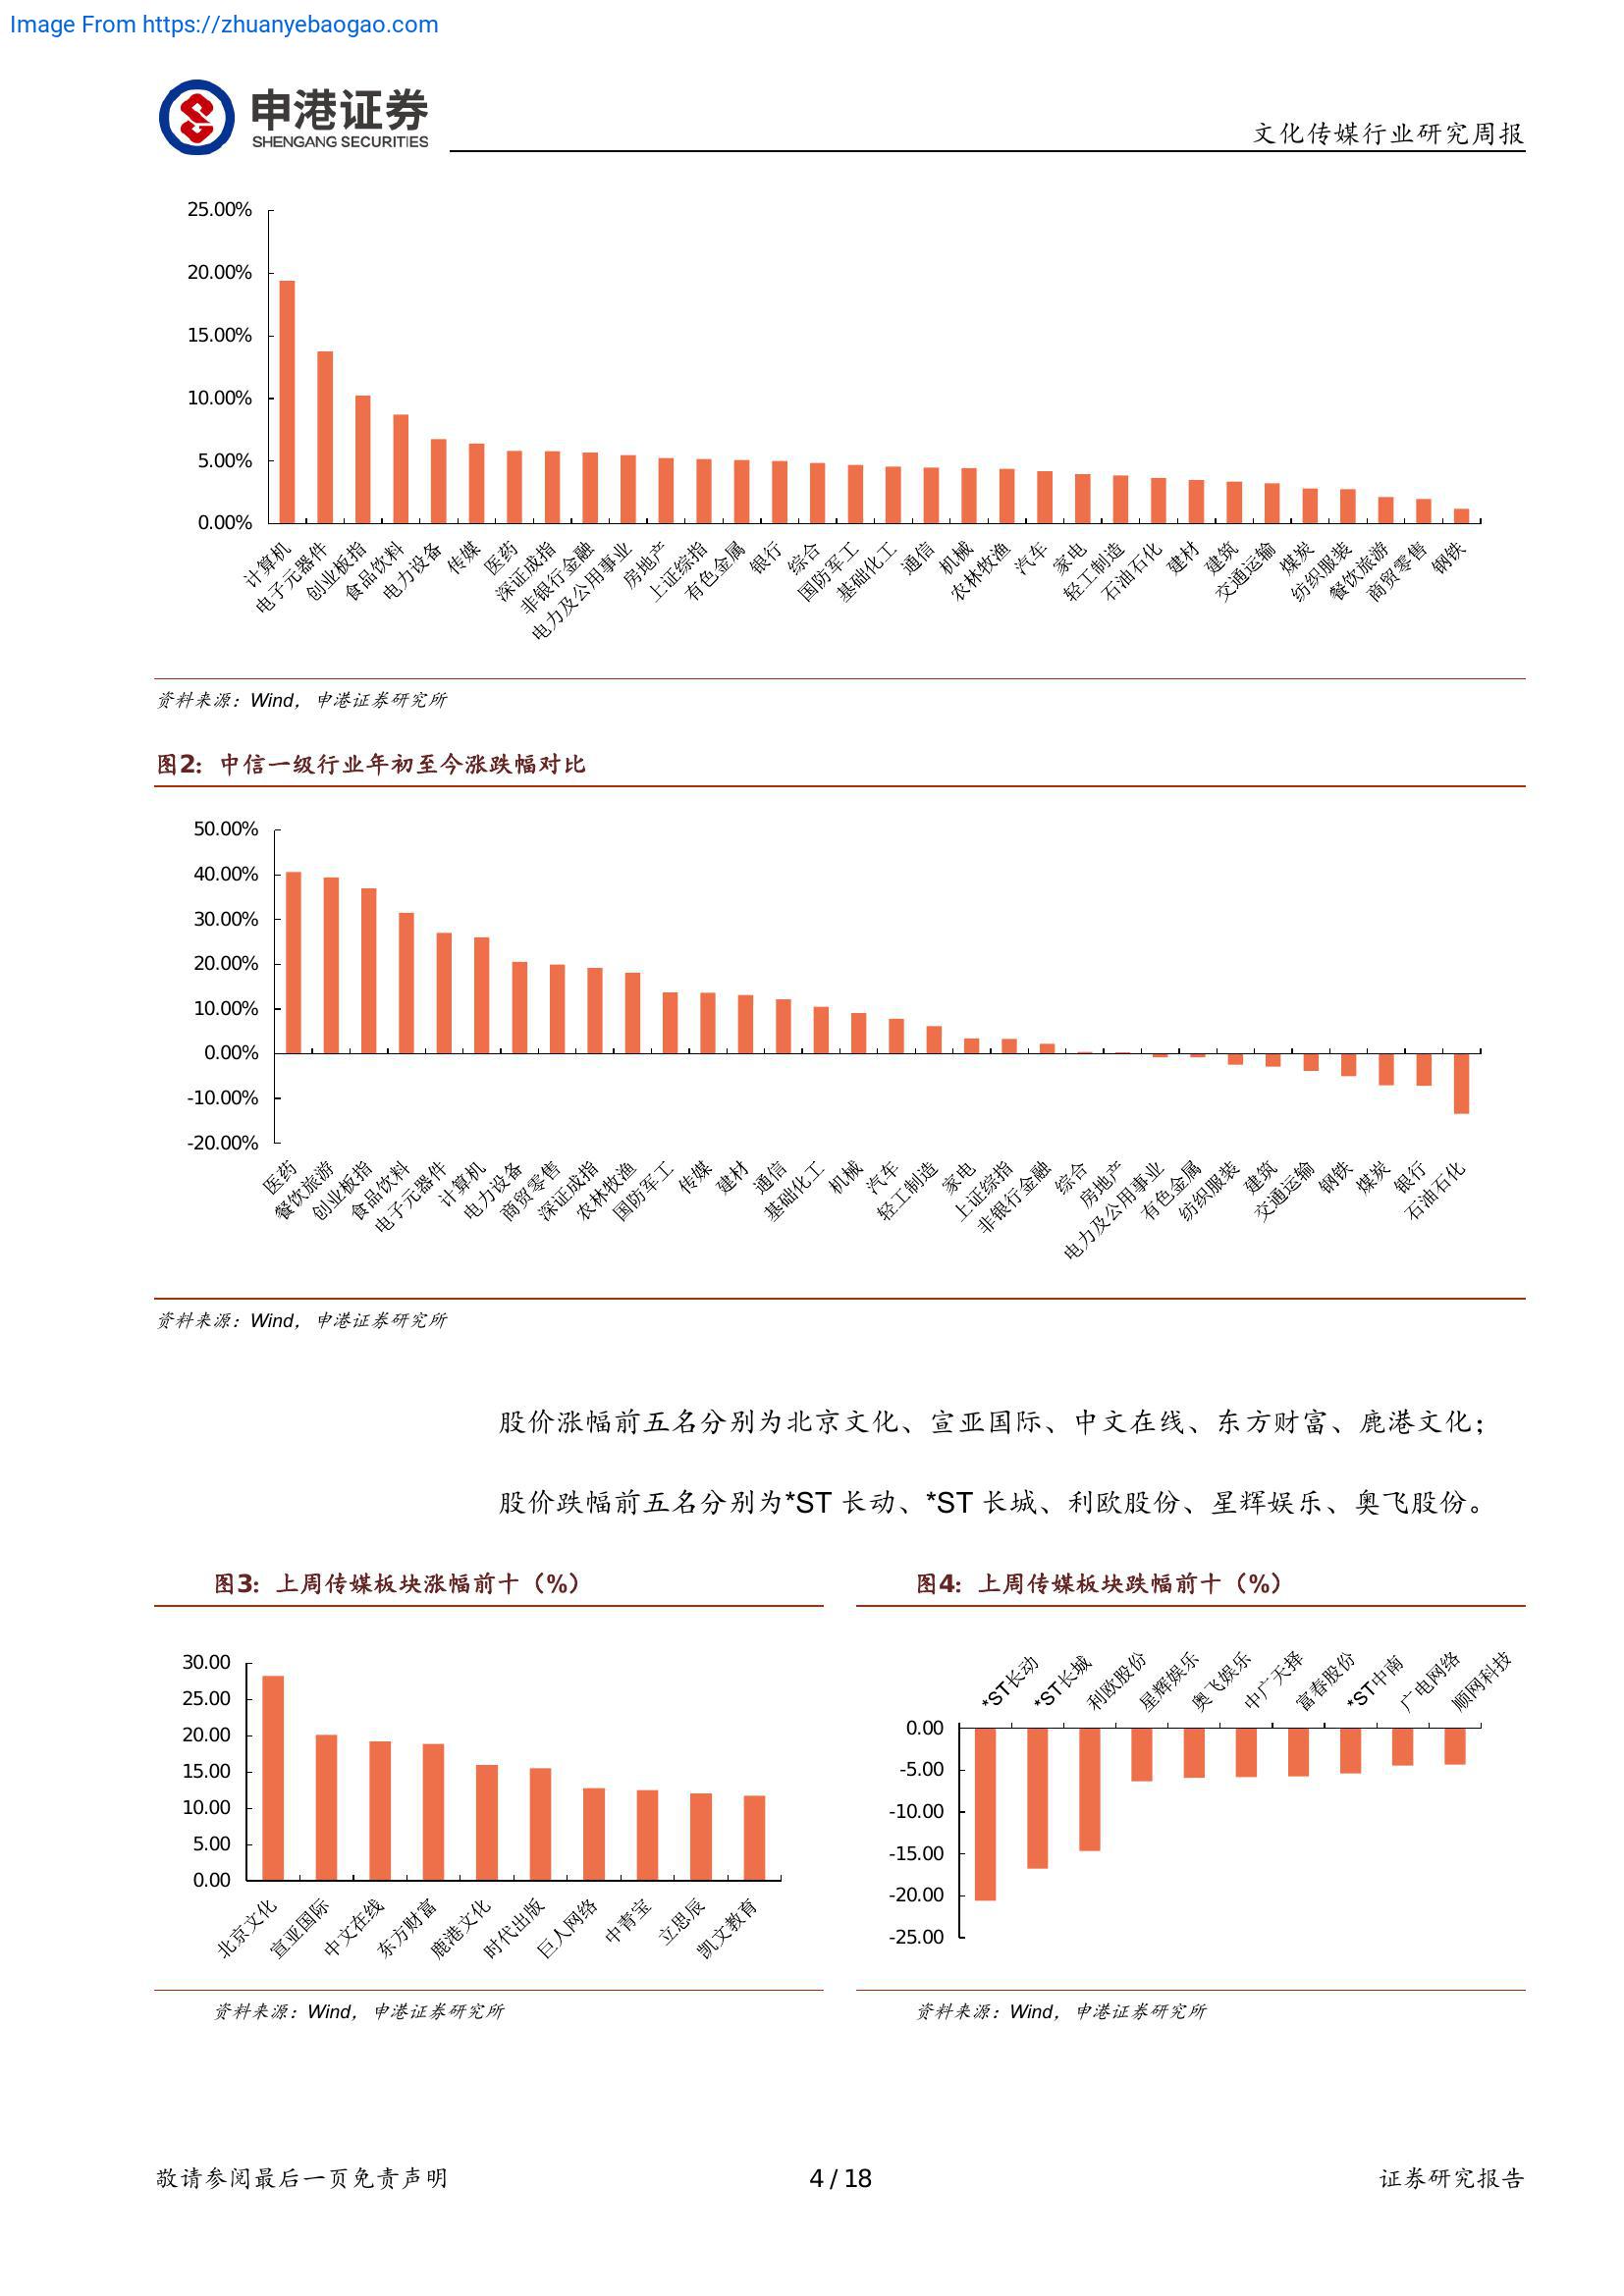 Image From https://zhuanyebaogao.com
申港证券
SHENGANG SECURITIES
文化传媒行业研究周报
25.00%
20.00%
15.00%
10.00%
5.00%
0.00%
计算机
电子元器件
创业板指
食品饮料
电力设备
传媒
医药
深证成指
非银行金融
电力及公用事业
房地产
上证综指
有色金属
银行
综合
国防军工
基础化工
通信
机械
农林牧渔
汽车
家电
轻工制造
石油石化
建材
建筑
交通运输
煤炭
纺织服装
餐饮旅游
商贸零售
钢铁
资料来源：Wind，申港证券研究所
图2：中信一级行业年初至今涨跌幅对比
50.00%
40.00%
30.00%
20.00%
10.00%
0.00%
-10.00%
-20.00%
医药
餐饮旅游
创业板指
食品饮料
电子元器件
计算机
电力设备
商贸零售
深证成指
农林牧渔
国防军工
传媒
建材
通信
基础化工
机械
汽车
轻工制造
家电
上证综指
非银行金融
综合
房地产
电力及公用事业
有色金属
纺织服装
建筑
交通运输
钢铁
煤炭
银行
石油石化
资料来源：Wind，申港证券研究所
股价涨幅前五名分别为北京文化、宣亚国际、中文在线、东方财富、鹿港文化；
股价跌幅前五名分别为*ST 长动、*ST 长城、利欧股份、星辉娱乐、奥飞股份。
图3：上周传媒板块涨幅前十（%）
30.00
25.00
20.00
15.00
10.00
5.00
0.00
北京文化
宣亚国际
中文在线
东方财富
鹿港文化
时代出版
巨人网络
中青宝
立思辰
凯文教育
资料来源：Wind，申港证券研究所
图4：上周传媒板块跌幅前十（%）
*ST长动
*ST长城
利欧股份
星辉娱乐
奥飞娱乐
中广天择
富春股份
*ST中南
广电网络
顺网科技
0.00
-5.00
-10.00
-15.00
-20.00
-25.00
资料来源：Wind，申港证券研究所
敬请参阅最后一页免责声明
4 / 18
证券研究报告